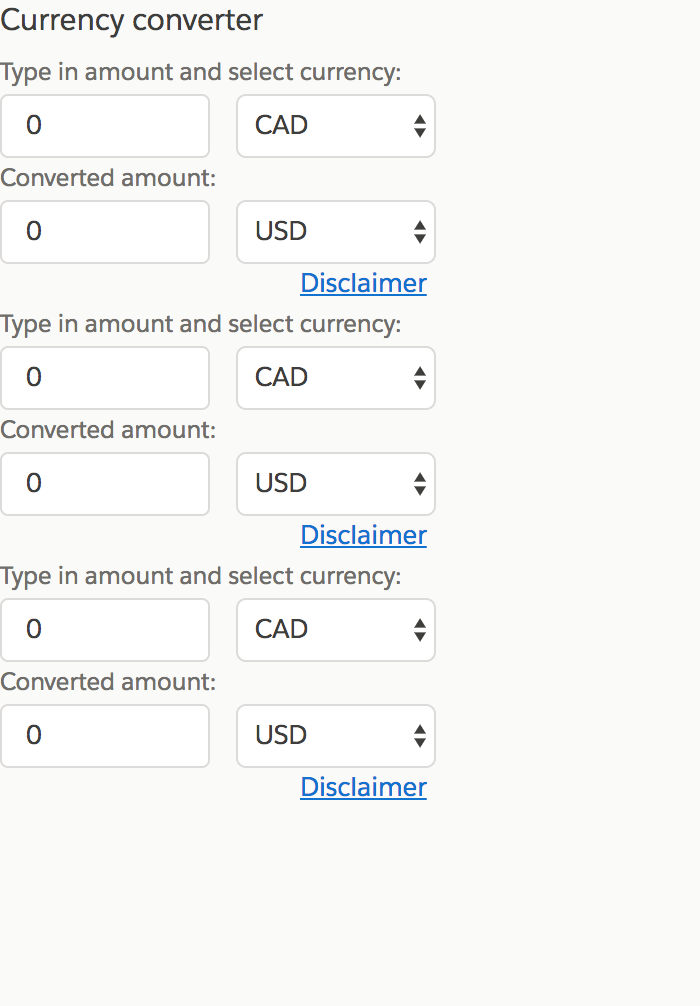 Currency converter
Type in amount and select currency:
0 CAD
Converted amount:
0 USD
Disclaimer
Type in amount and select currency:
0 CAD
Converted amount:
0 USD
Disclaimer
Type in amount and select currency:
0 CAD
Converted amount:
0 USD
Disclaimer